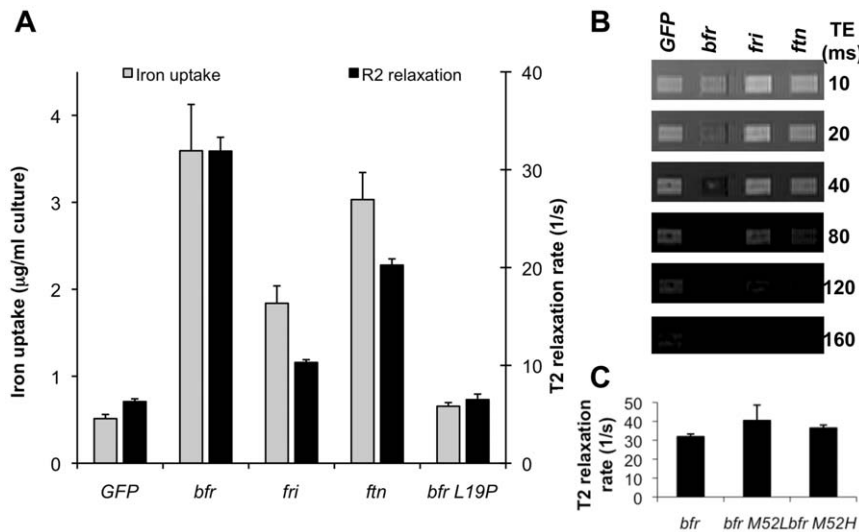 A
Iron uptake
R2 relaxation
Iron uptake (µg/ml culture)
4
3
2
1
0
T2 relaxation rate (1/s)
40
30
20
10
0
GFP bfr fri ftn bfr L19P
B
GFP bfr fri ftn TE (ms)
10
20
40
80
120
160
C
T2 relaxation rate (1/s)
50
40
30
20
10
0
bfr bfr M52L bfr M52H